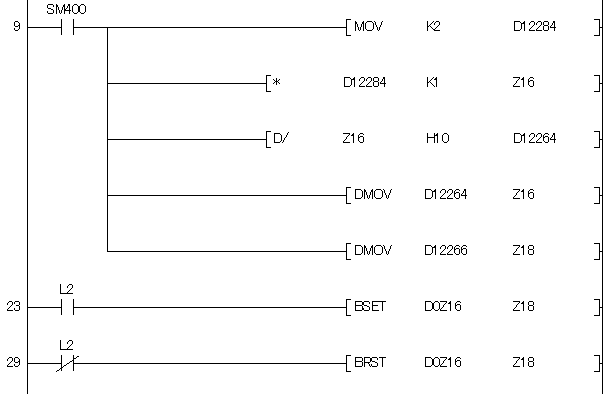 SM400
9 [ MOV K2 D12284 ]
[ * D12284 K1 Z16 ]
[ D/ Z16 H10 D12264 ]
[ DMOV D12264 Z16 ]
[ DMOV D12266 Z18 ]
L2
23 [ BSET D0Z16 Z18 ]
L2
29 [ BRST D0Z16 Z18 ]